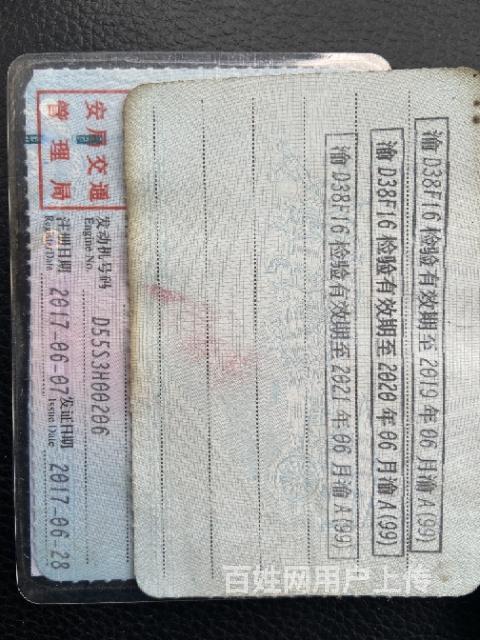 渝D38F16检验有效期至2019年06月渝A(99)
渝D38F16检验有效期至2020年06月渝A(99)
渝D38F16检验有效期至2021年06月渝A(99)
安局交通
管理局
发动机号码 D55S3H00206
Engine No.
注册日期 2017-06-07 发证日期 2017-06-28
Register Date Issue Date
百姓网用户上传